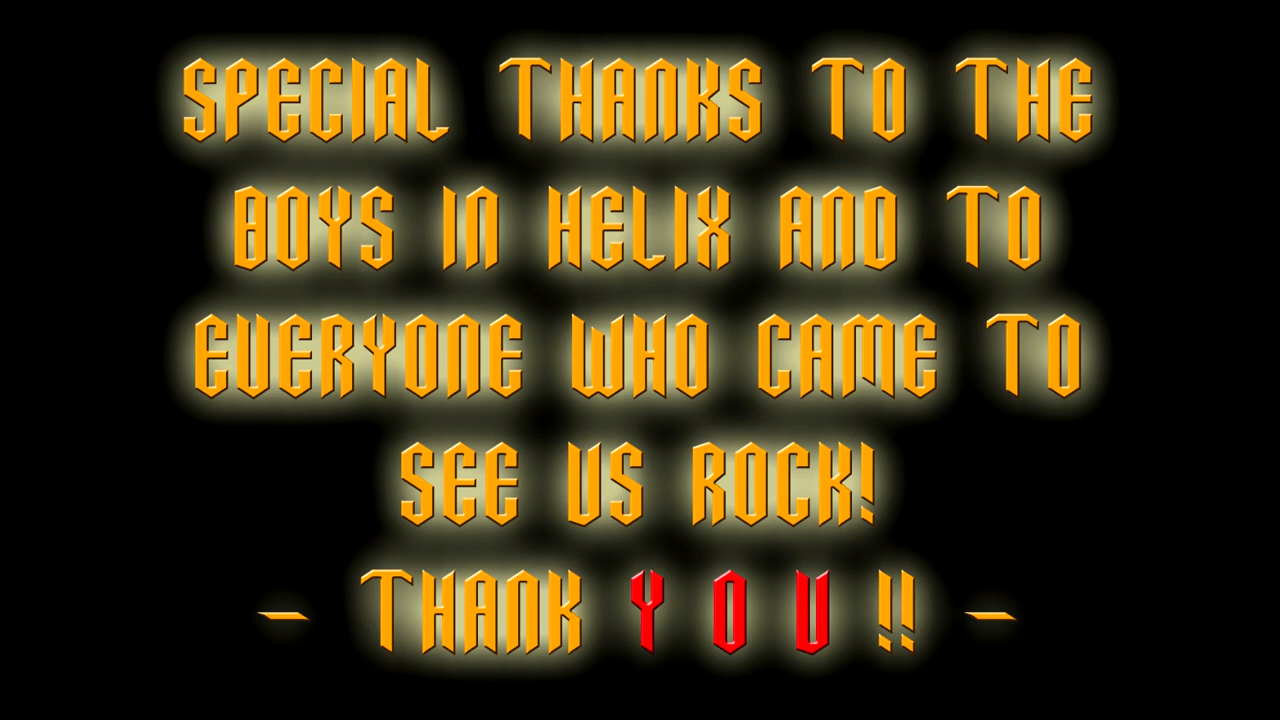 SPECIAL THANKS TO THE
BOYS IN HELIX AND TO
EVERYONE WHO CAME TO
SEE US ROCK!
- THANK Y O U !! -